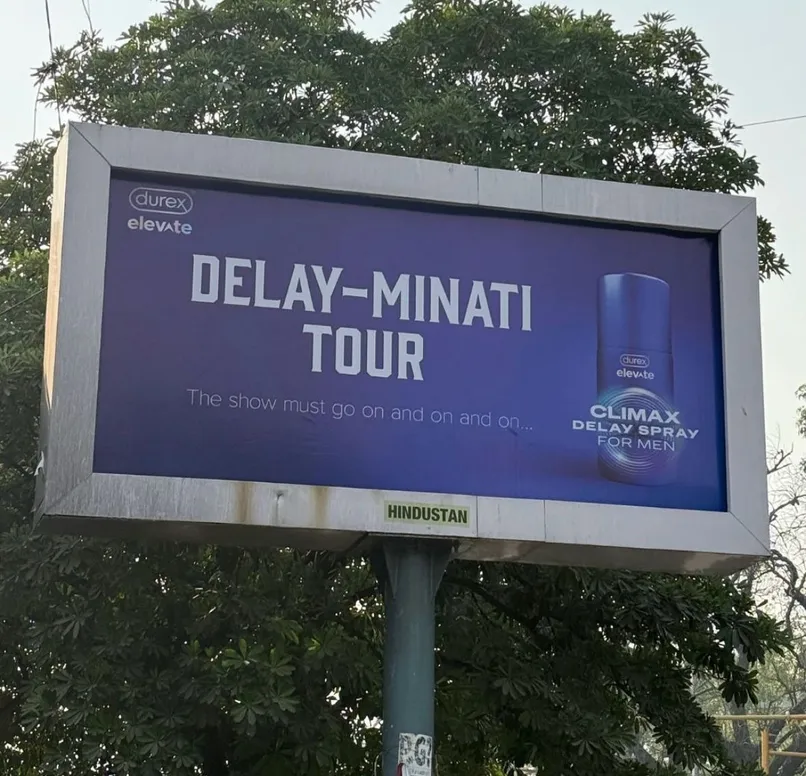 durex
elevate
DELAY-MINATI
TOUR
The show must go on and on and on...
durex
elevate
CLIMAX
DELAY SPRAY
FOR MEN
HINDUSTAN